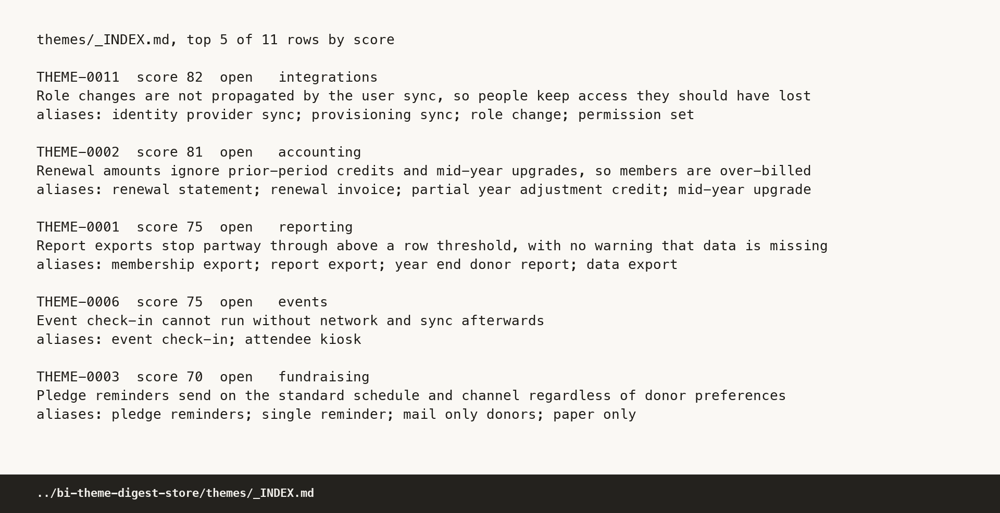 themes/_INDEX.md, top 5 of 11 rows by score
THEME-0011  score 82  open   integrations
Role changes are not propagated by the user sync, so people keep access they should have lost
aliases: identity provider sync; provisioning sync; role change; permission set
THEME-0002  score 81  open   accounting
Renewal amounts ignore prior-period credits and mid-year upgrades, so members are over-billed
aliases: renewal statement; renewal invoice; partial year adjustment credit; mid-year upgrade
THEME-0001  score 75  open   reporting
Report exports stop partway through above a row threshold, with no warning that data is missing
aliases: membership export; report export; year end donor report; data export
THEME-0006  score 75  open   events
Event check-in cannot run without network and sync afterwards
aliases: event check-in; attendee kiosk
THEME-0003  score 70  open   fundraising
Pledge reminders send on the standard schedule and channel regardless of donor preferences
aliases: pledge reminders; single reminder; mail only donors; paper only
../bi-theme-digest-store/themes/_INDEX.md